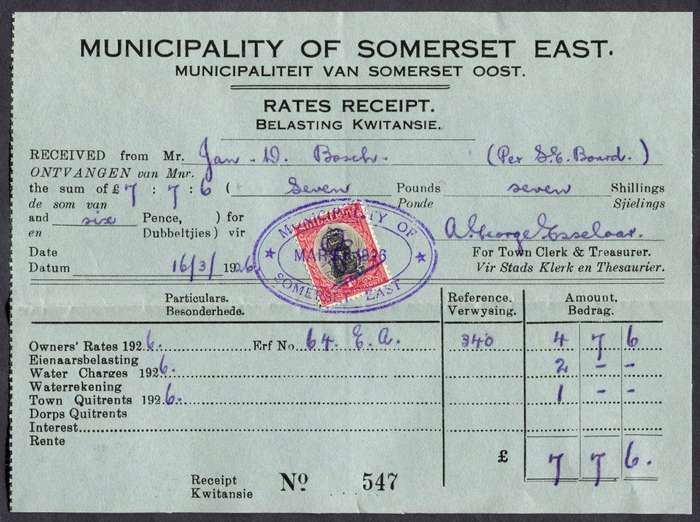 MUNICIPALITY OF SOMERSET EAST.
MUNICIPALITEIT VAN SOMERSET OOST.
RATES RECEIPT.
BELASTING KWITANSIE.
RECEIVED from Mr. Jan. D. Bosch. (Per S.E. Board.)
ONTVANGEN van Mnr.
the sum of £ 7 : 7 : 6 ( Seven Pounds seven Shillings
de som van Ponde Sjielings
and six Pence, ) for
en Dubbeltjies) vir
For Town Clerk & Treasurer.
Vir Stads Klerk en Thesaurier.
Date
Datum 16/3/1926.
MUNICIPALITY OF
MAR 1926
SOMERSET EAST
Particulars. Reference. Amount.
Besonderhede. Verwysing. Bedrag.
Owners' Rates 1926. Erf No. 64. E.A. 340 4 7 6
Eienaarsbelasting
Water Charges 1926. 2 - -
Waterrekening
Town Quitrents 1926. 1 - -
Dorps Quitrents
Interest
Rente
£ 7 7 6.
Receipt
Kwitansie No 547